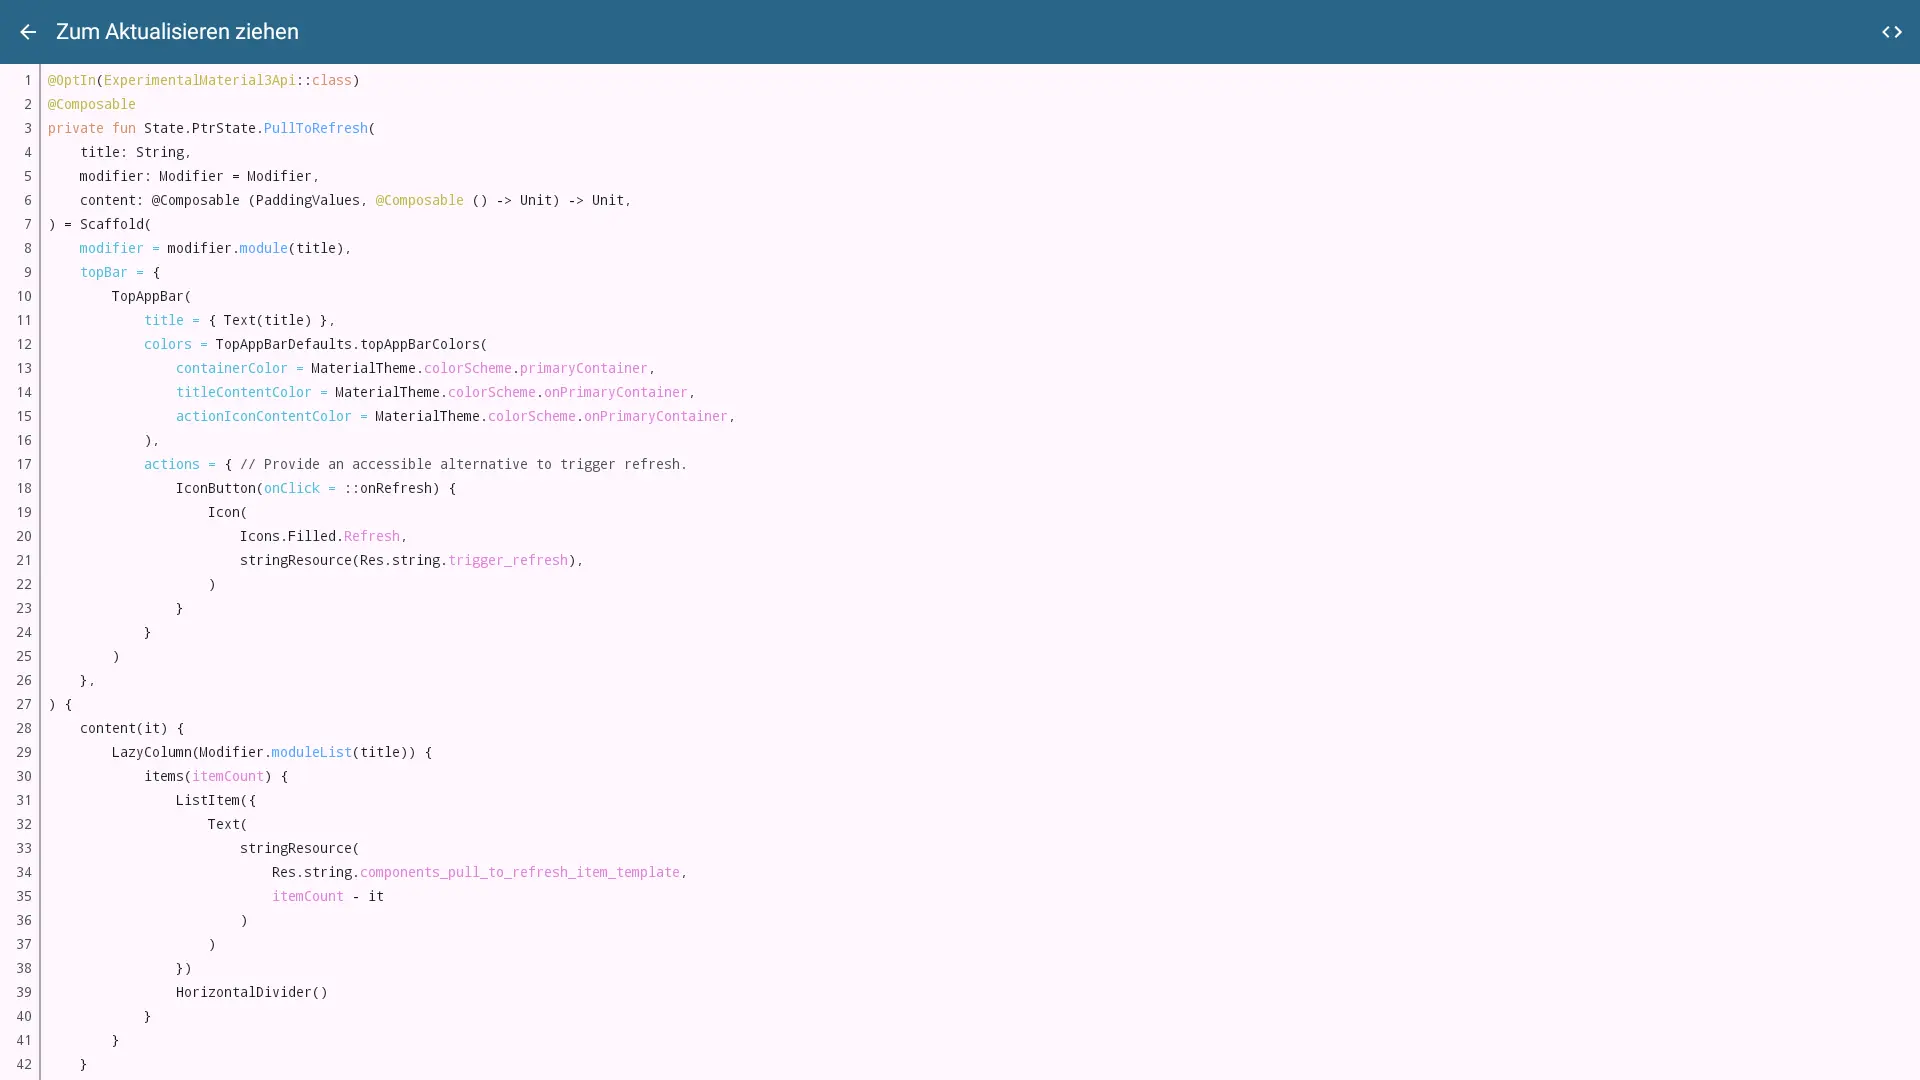 Zum Aktualisieren ziehen
1 @OptIn(ExperimentalMaterial3Api::class)
2 @Composable
3 private fun State.PtrState.PullToRefresh(
4     title: String,
5     modifier: Modifier = Modifier,
6     content: @Composable (PaddingValues, @Composable () -> Unit) -> Unit,
7 ) = Scaffold(
8     modifier = modifier.module(title),
9     topBar = {
10         TopAppBar(
11             title = { Text(title) },
12             colors = TopAppBarDefaults.topAppBarColors(
13                 containerColor = MaterialTheme.colorScheme.primaryContainer,
14                 titleContentColor = MaterialTheme.colorScheme.onPrimaryContainer,
15                 actionIconContentColor = MaterialTheme.colorScheme.onPrimaryContainer,
16             ),
17             actions = { // Provide an accessible alternative to trigger refresh.
18                 IconButton(onClick = ::onRefresh) {
19                     Icon(
20                         Icons.Filled.Refresh,
21                         stringResource(Res.string.trigger_refresh),
22                     )
23                 }
24             }
25         )
26     },
27 ) {
28     content(it) {
29         LazyColumn(Modifier.moduleList(title)) {
30             items(itemCount) {
31                 ListItem({
32                     Text(
33                         stringResource(
34                             Res.string.components_pull_to_refresh_item_template,
35                             itemCount - it
36                         )
37                     )
38                 })
39                 HorizontalDivider()
40             }
41         }
42     }